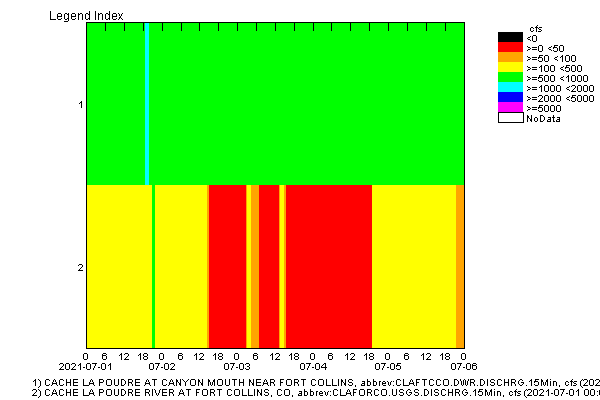 Legend Index
cfs
<0
>=0 <50
>=50 <100
>=100 <500
>=500 <1000
>=1000 <2000
>=2000 <5000
>=5000
NoData
1
2
0 6 12 18 0 6 12 18 0 6 12 18 0 6 12 18 0 6 12 18 0
2021-07-01 07-02 07-03 07-04 07-05 07-06
1) CACHE LA POUDRE AT CANYON MOUTH NEAR FORT COLLINS, abbrev:CLAFTCCO.DWR.DISCHRG.15Min, cfs (202
2) CACHE LA POUDRE RIVER AT FORT COLLINS, CO, abbrev:CLAFORCO.USGS.DISCHRG.15Min, cfs (2021-07-01 00: